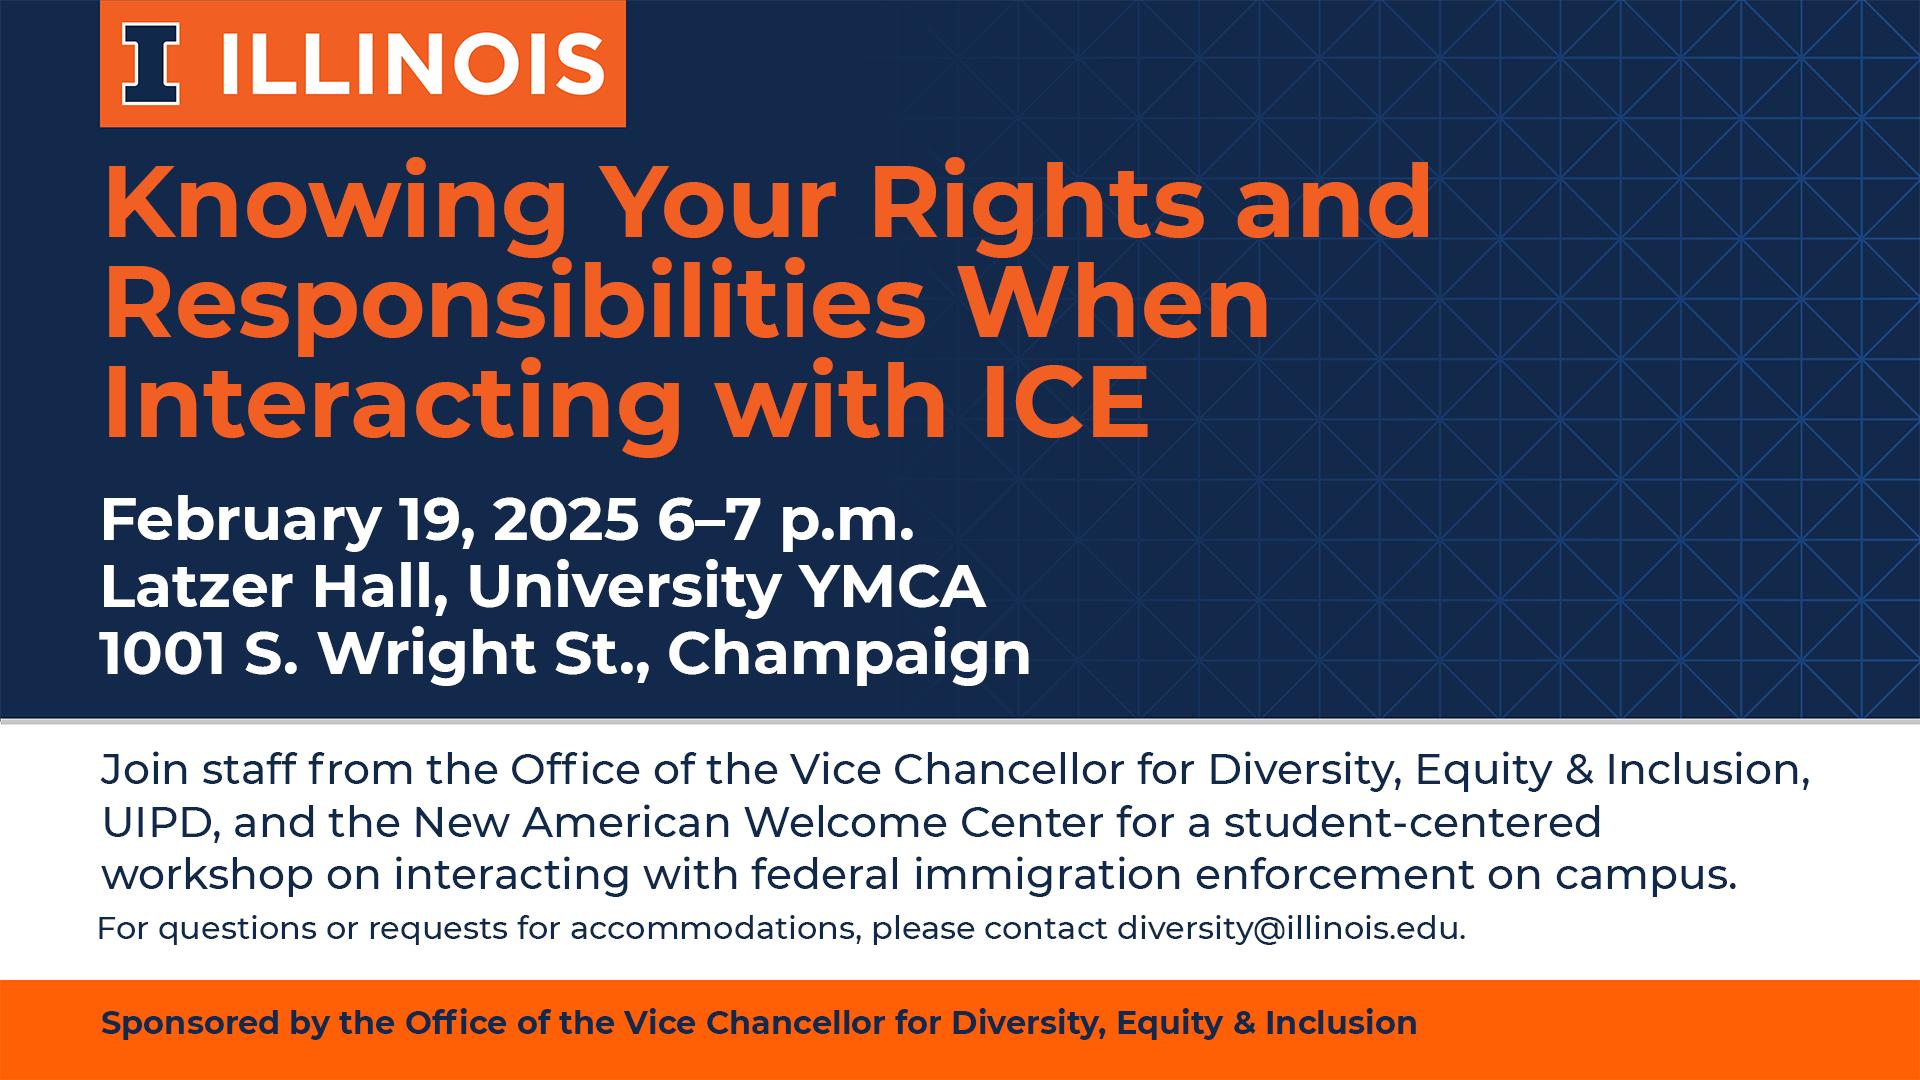 I ILLINOIS
Knowing Your Rights and
Responsibilities When
Interacting with ICE
February 19, 2025 6–7 p.m.
Latzer Hall, University YMCA
1001 S. Wright St., Champaign
Join staff from the Office of the Vice Chancellor for Diversity, Equity & Inclusion,
UIPD, and the New American Welcome Center for a student-centered
workshop on interacting with federal immigration enforcement on campus.
For questions or requests for accommodations, please contact diversity@illinois.edu.
Sponsored by the Office of the Vice Chancellor for Diversity, Equity & Inclusion